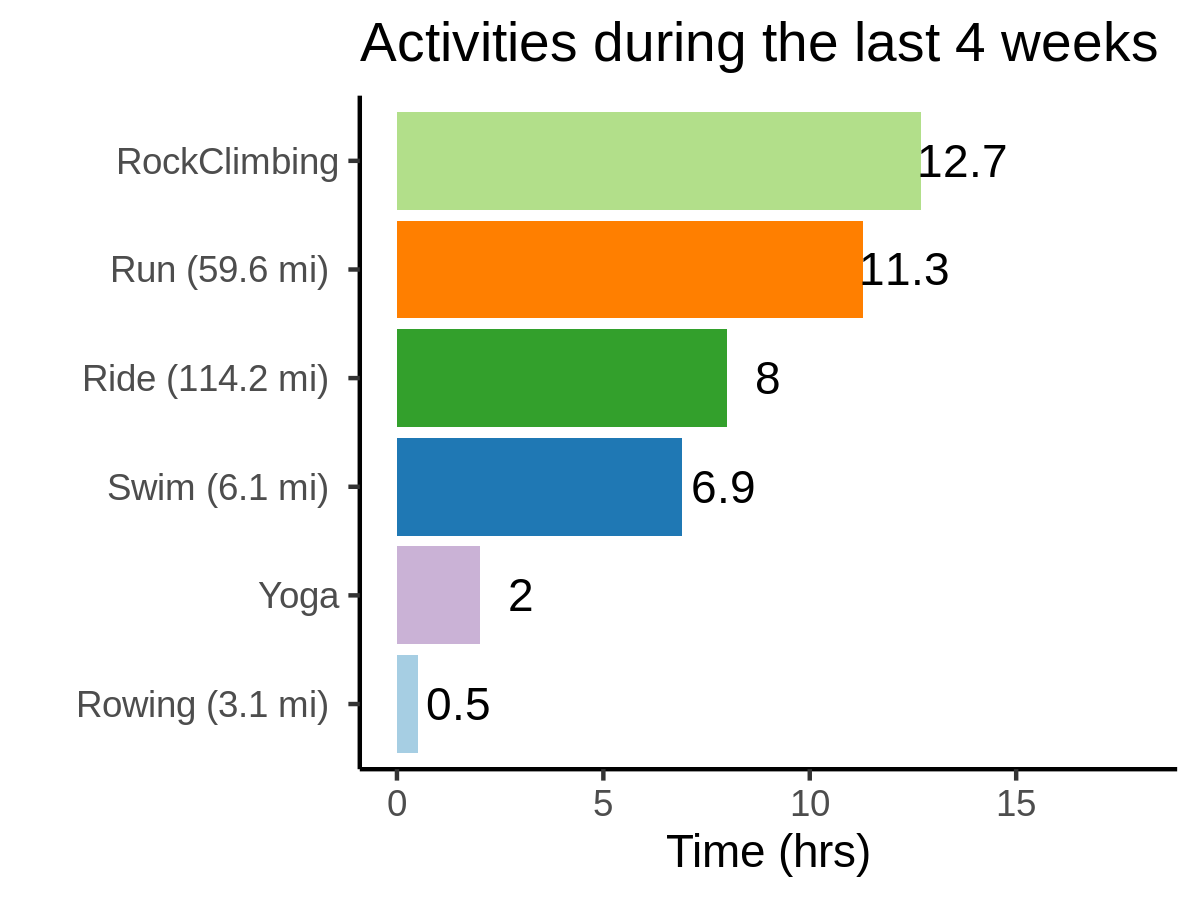 Activities during the last 4 weeks
RockClimbing 12.7
Run (59.6 mi) 11.3
Ride (114.2 mi) 8
Swim (6.1 mi) 6.9
Yoga 2
Rowing (3.1 mi) 0.5
0 5 10 15
Time (hrs)